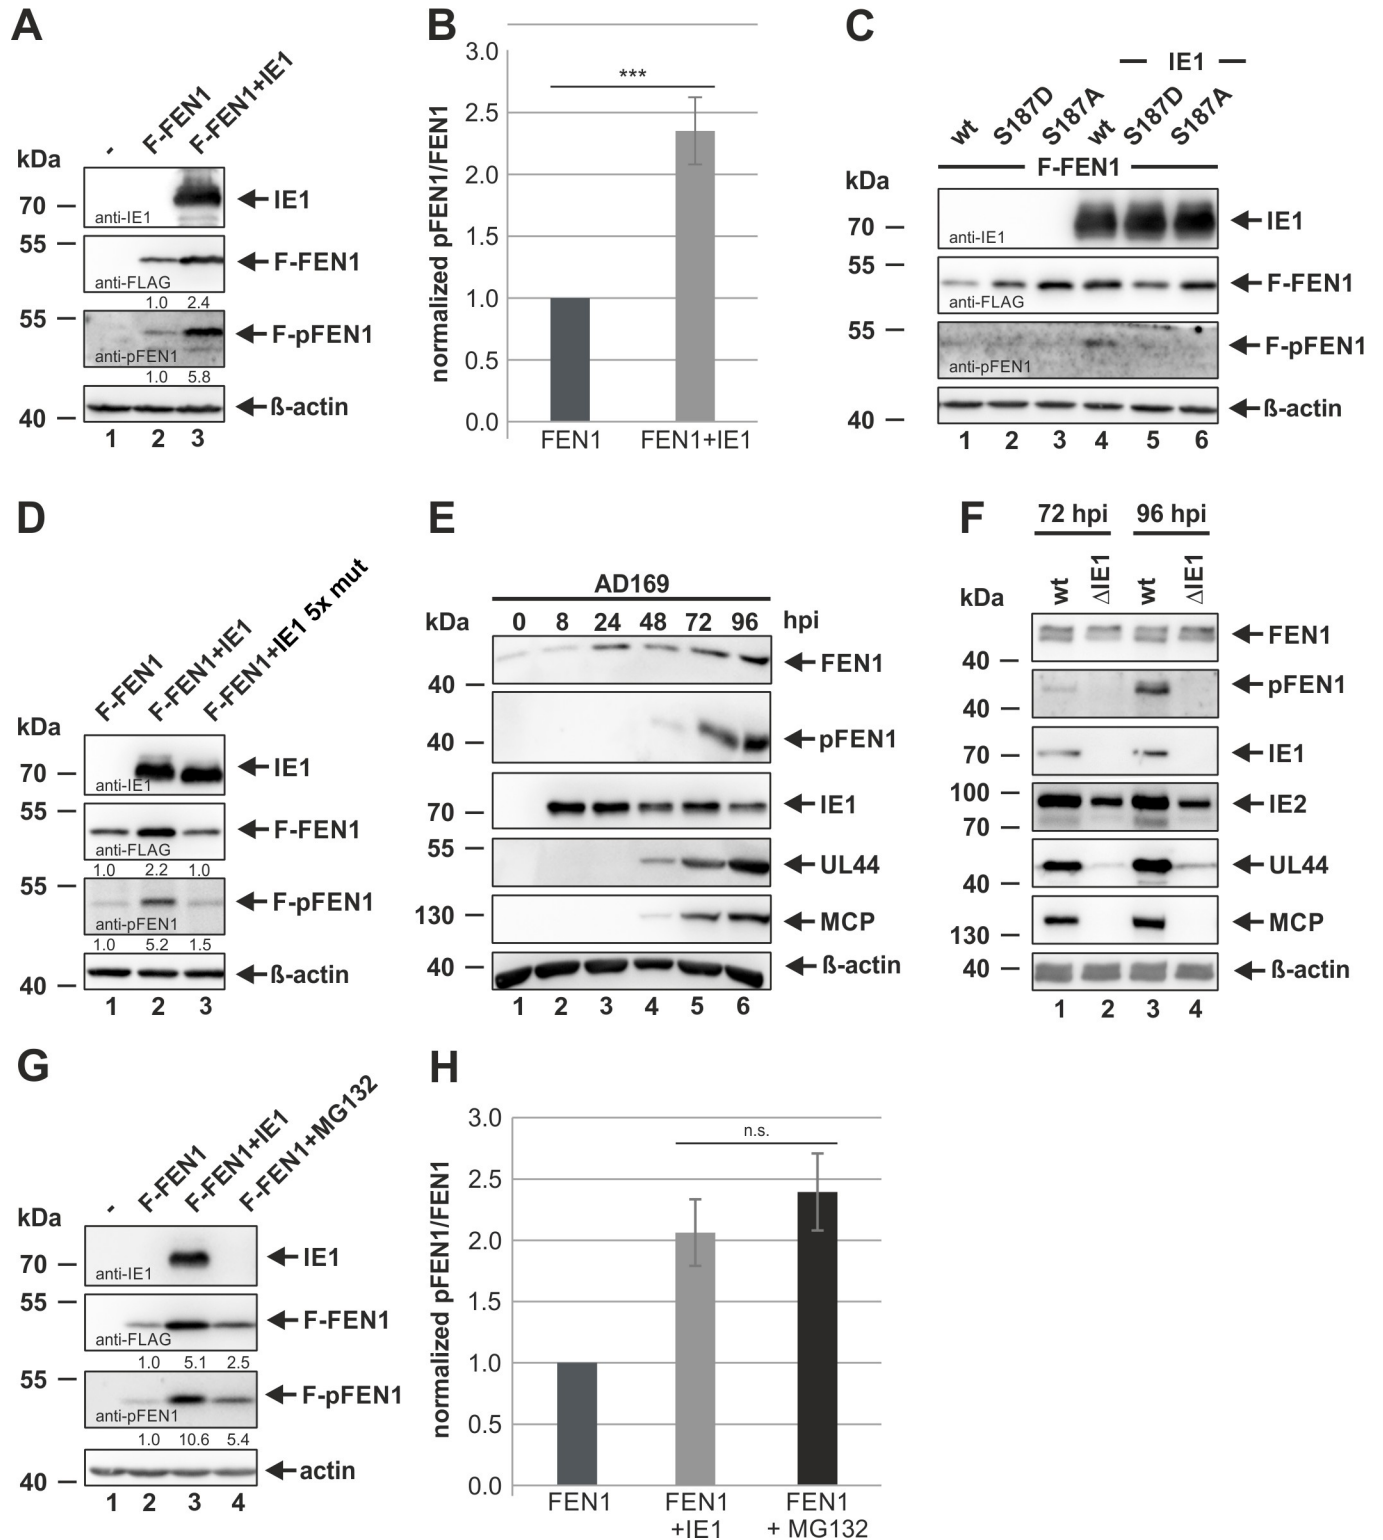 A
-
F-FEN1
F-FEN1+IE1
kDa
70
anti-IE1
IE1
55
anti-FLAG
F-FEN1
1.0 2.4
55
anti-pFEN1
F-pFEN1
1.0 5.8
40
ß-actin
1 2 3
B
normalized pFEN1/FEN1
3.0
2.5
2.0
1.5
1.0
0.5
0.0
***
FEN1 FEN1+IE1
C
IE1
wt
S187D
S187A
wt
S187D
S187A
F-FEN1
kDa
70
anti-IE1
IE1
55
anti-FLAG
F-FEN1
55
anti-pFEN1
F-pFEN1
40
ß-actin
1 2 3 4 5 6
D
F-FEN1
F-FEN1+IE1
F-FEN1+IE1 5x mut
kDa
70
anti-IE1
IE1
55
anti-FLAG
F-FEN1
1.0 2.2 1.0
55
anti-pFEN1
F-pFEN1
1.0 5.2 1.5
40
ß-actin
1 2 3
E
AD169
kDa 0 8 24 48 72 96 hpi
FEN1
40
40
pFEN1
70
IE1
55
UL44
130
MCP
40
ß-actin
1 2 3 4 5 6
F
72 hpi 96 hpi
wt
ΔIE1
wt
ΔIE1
kDa
FEN1
40
pFEN1
40
70
IE1
100
IE2
70
UL44
40
MCP
130
40
ß-actin
1 2 3 4
G
-
F-FEN1
F-FEN1+IE1
F-FEN1+MG132
kDa
70
anti-IE1
IE1
55
anti-FLAG
F-FEN1
1.0 5.1 2.5
55
anti-pFEN1
F-pFEN1
1.0 10.6 5.4
40
actin
1 2 3 4
H
normalized pFEN1/FEN1
3.0
2.5
2.0
1.5
1.0
0.5
0.0
n.s.
FEN1 FEN1 FEN1
+IE1 + MG132